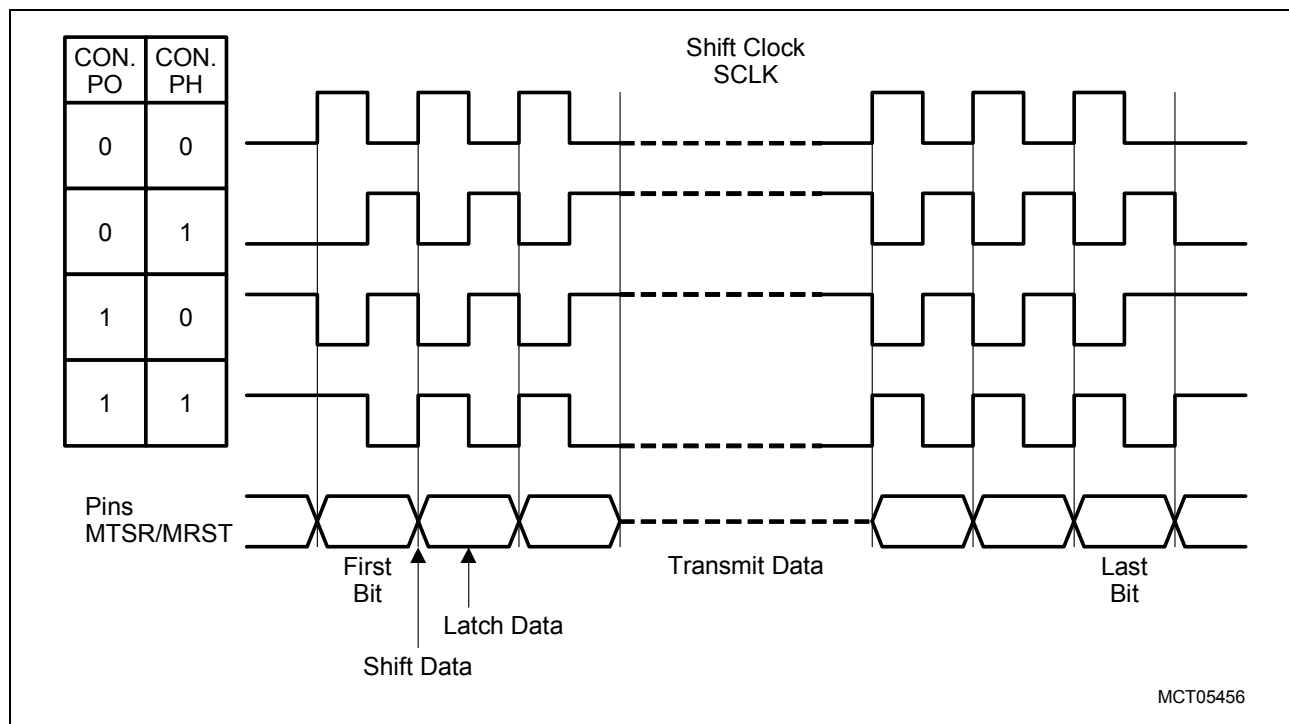 CON. PO CON. PH
0 0
0 1
1 0
1 1
Shift Clock
SCLK
Pins
MTSR/MRST
First
Bit
Transmit Data
Last
Bit
Latch Data
Shift Data
MCT05456